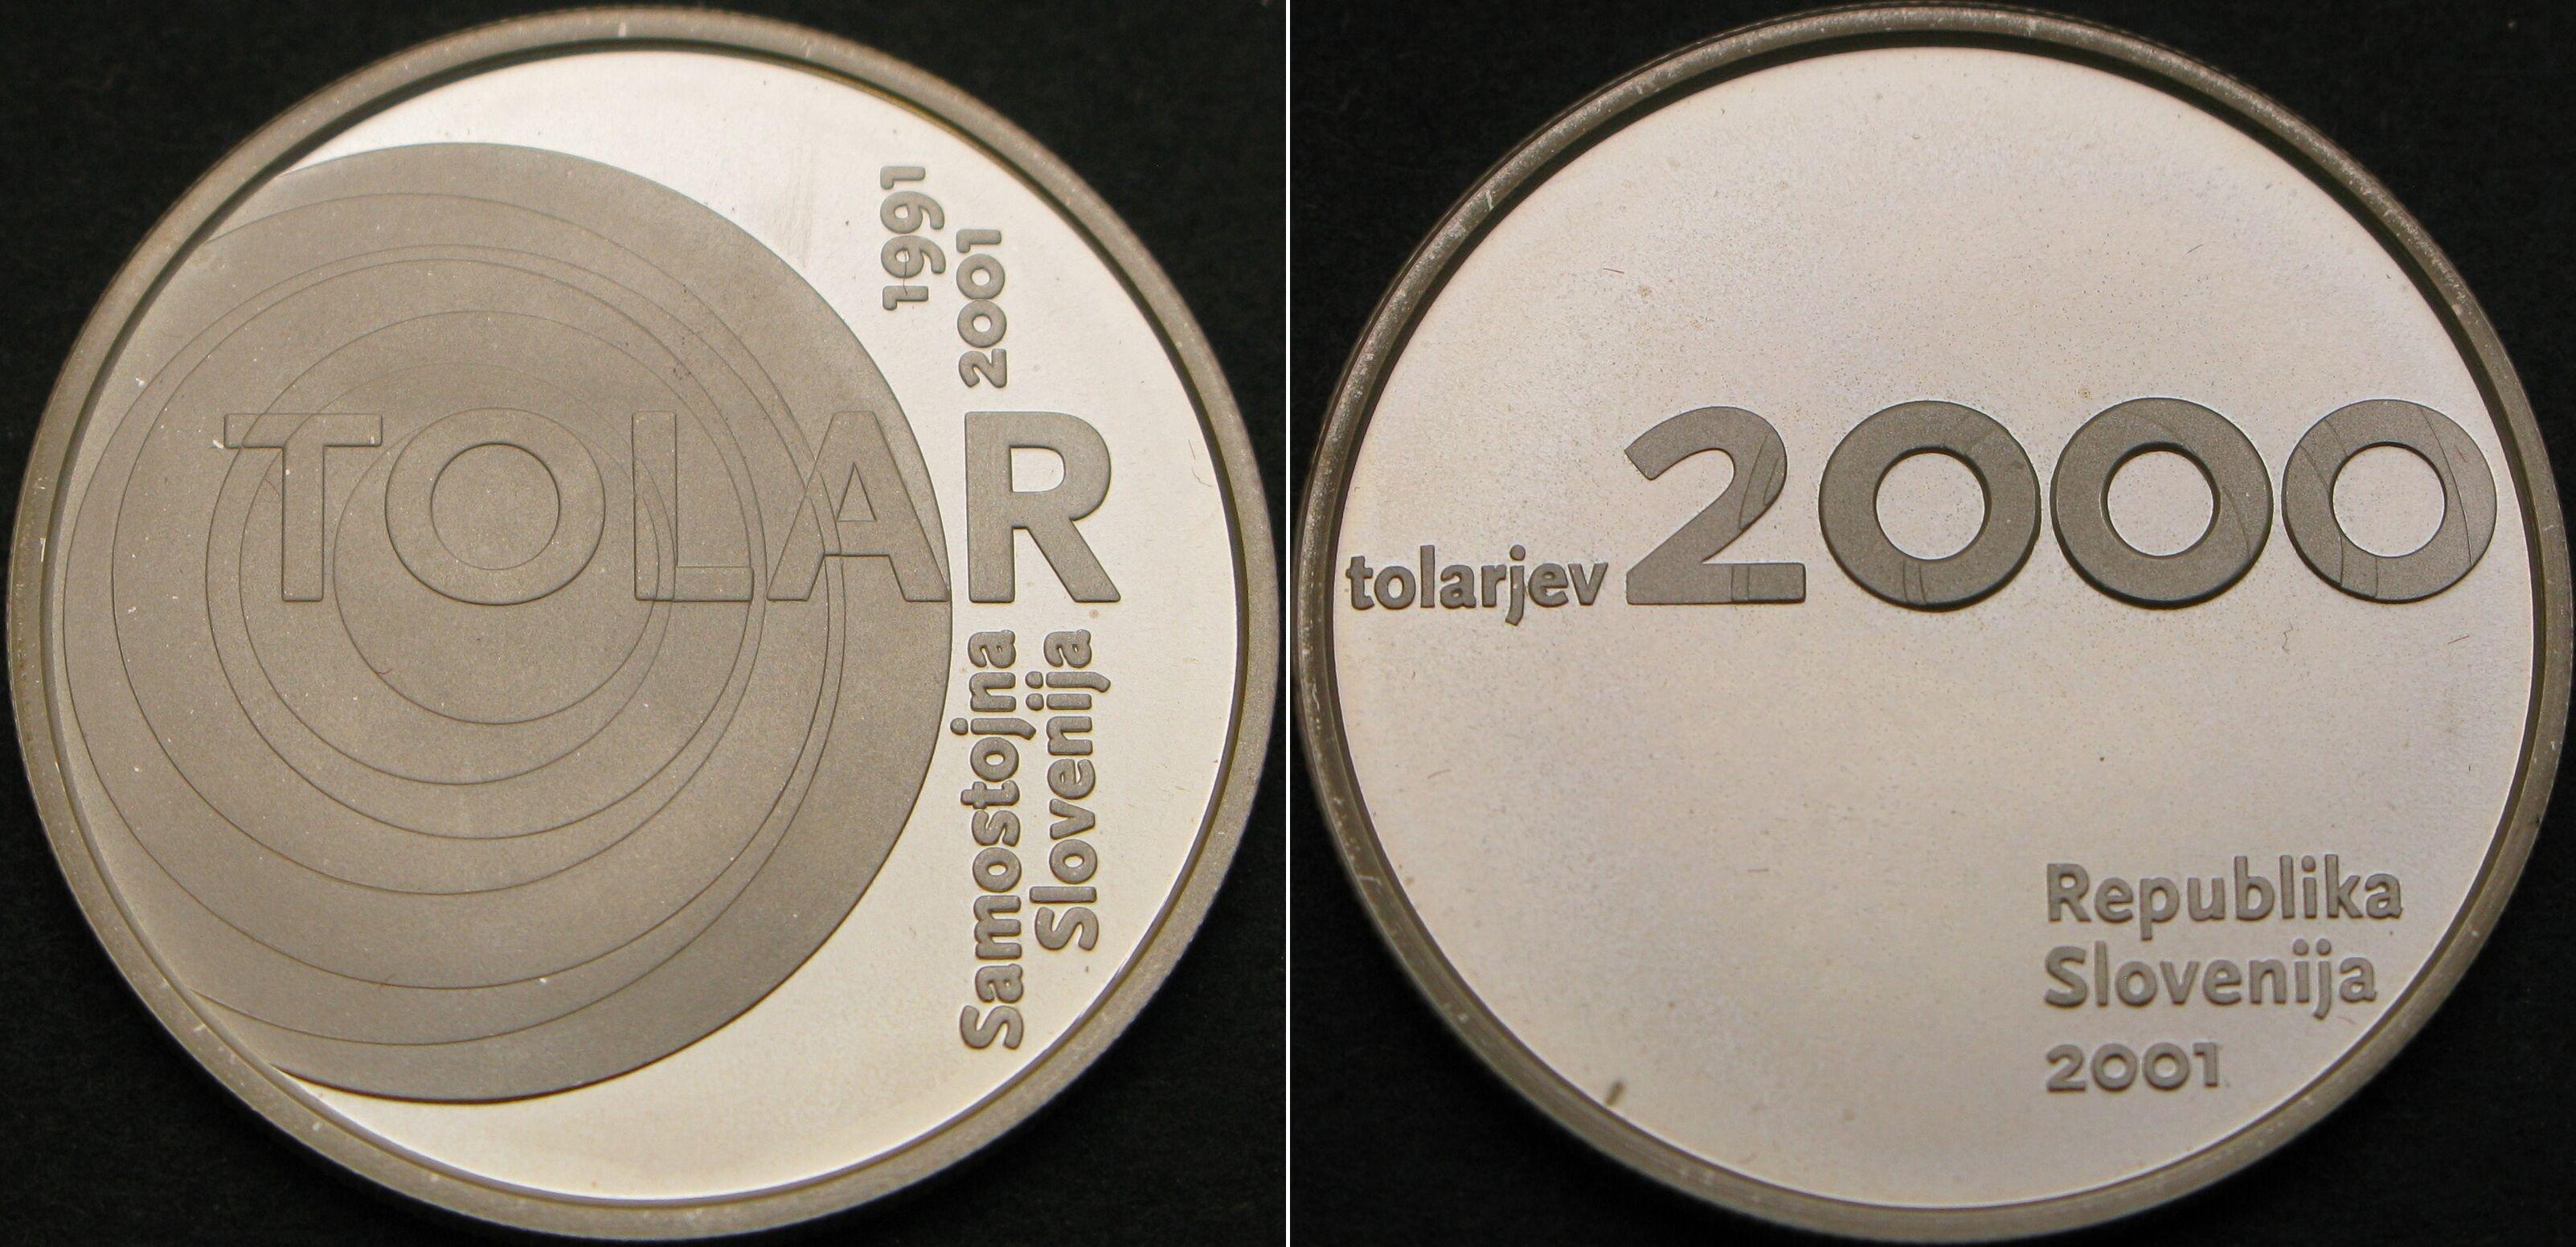 1991
2001
TOLAR
Samostojna
Slovenija
tolarjev 2000
Republika
Slovenija
2001